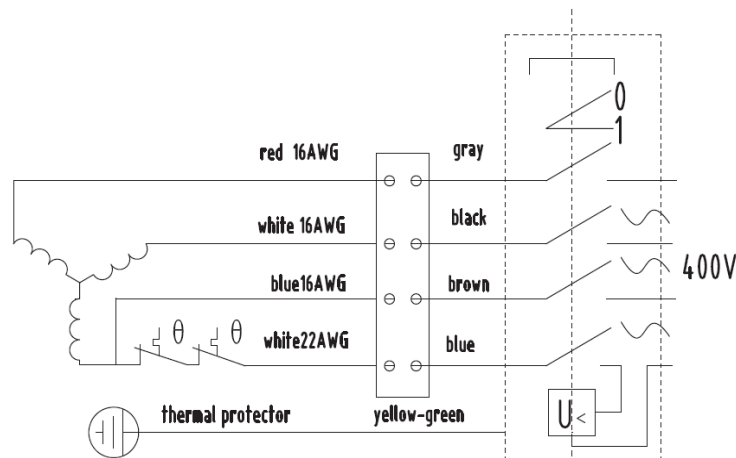 0
1
red 16AWG gray
white 16AWG black
400V
blue16AWG brown
θ θ white22AWG blue
thermal protector yellow-green U<